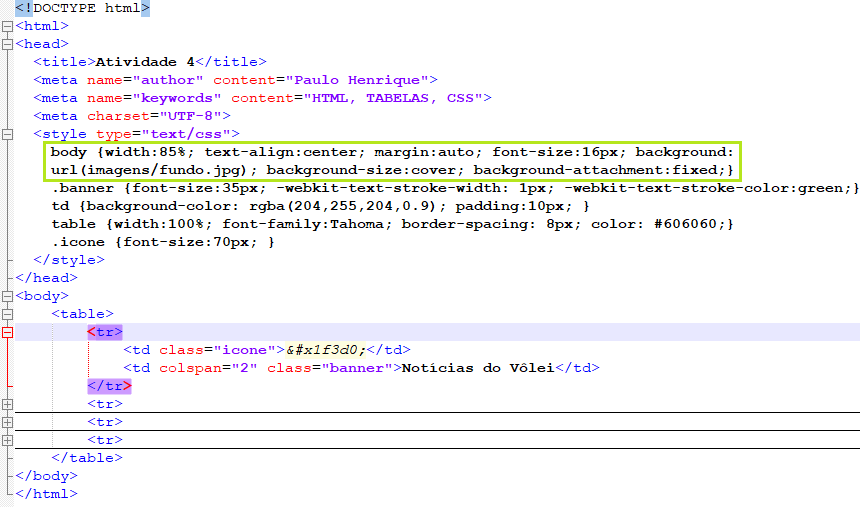 <!DOCTYPE html>
<html>
<head>
<title>Atividade 4</title>
<meta name="author" content="Paulo Henrique">
<meta name="keywords" content="HTML, TABELAS, CSS">
<meta charset="UTF-8">
<style type="text/css">
body {width:85%; text-align:center; margin:auto; font-size:16px; background:
url(imagens/fundo.jpg); background-size:cover; background-attachment:fixed;}
.banner {font-size:35px; -webkit-text-stroke-width: 1px; -webkit-text-stroke-color:green;}
td {background-color: rgba(204,255,204,0.9); padding:10px; }
table {width:100%; font-family:Tahoma; border-spacing: 8px; color: #606060;}
.icone {font-size:70px; }
</style>
</head>
<body>
<table>
<tr>
<td class="icone">&#x1f3d0;</td>
<td colspan="2" class="banner">Notícias do Vôlei</td>
</tr>
<tr>
<tr>
<tr>
</table>
</body>
</html>